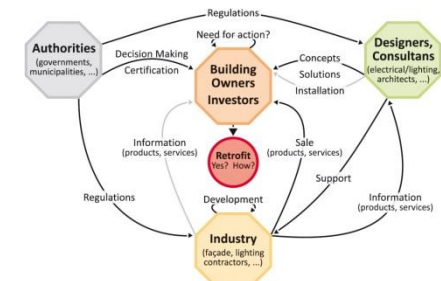 Regulations
Need for action?
Authorities
(governments,
municipalities, ...)
Decision Making
Certification
Building
Owners
Investors
Concepts
Solutions
Installation
Designers,
Consultans
(electrical/lighting,
architects, ...)
Information
(products, services)
Retrofit
Yes? How?
Sale
(products, services)
Regulations
Development
Support
Information
(products, services)
Industry
(façade, lighting
contractors, ...)